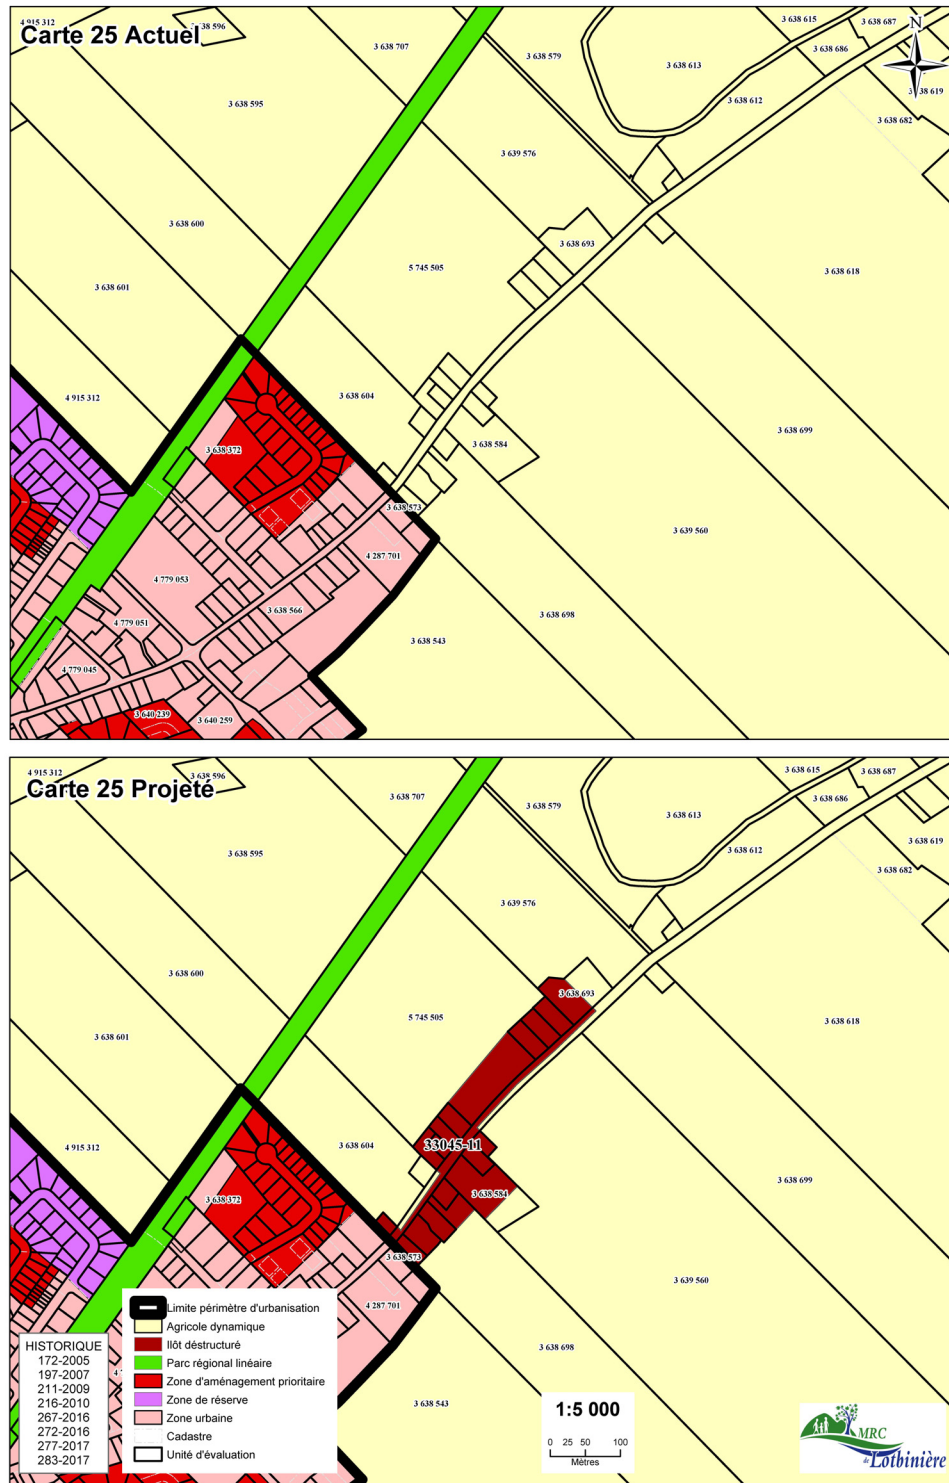 Carte 25 Actuel
4 915 312
3 638 596
3 638 707
3 638 579
3 638 615
3 638 687
3 638 686
N
3 638 613
3 638 619
3 638 612
3 638 595
3 638 682
3 639 576
3 638 600
3 638 693
5 745 505
3 638 618
3 638 601
4 915 312
3 638 604
3 638 699
3 638 372
3 638 584
3 638 573
3 639 560
4 287 701
4 779 053
3 638 566
3 638 698
4 779 051
3 638 543
4 779 045
3 640 239
3 640 259
Carte 25 Projeté
4 915 312
3 638 596
3 638 707
3 638 579
3 638 615
3 638 687
3 638 686
3 638 613
3 638 619
3 638 612
3 638 595
3 638 682
3 639 576
3 638 600
3 638 693
5 745 505
3 638 618
3 638 601
33045-11
4 915 312
3 638 604
3 638 699
3 638 372
3 638 584
3 638 573
3 639 560
4 287 701
3 638 698
3 638 543
Limite périmètre d'urbanisation
Agricole dynamique
Ilôt déstructuré
Parc régional linéaire
Zone d'aménagement prioritaire
Zone de réserve
Zone urbaine
Cadastre
Unité d'évaluation
HISTORIQUE
172-2005
197-2007
211-2009
216-2010
267-2016
272-2016
277-2017
283-2017
1:5 000
0 25 50 100
Mètres
MRC
de Lotbinière